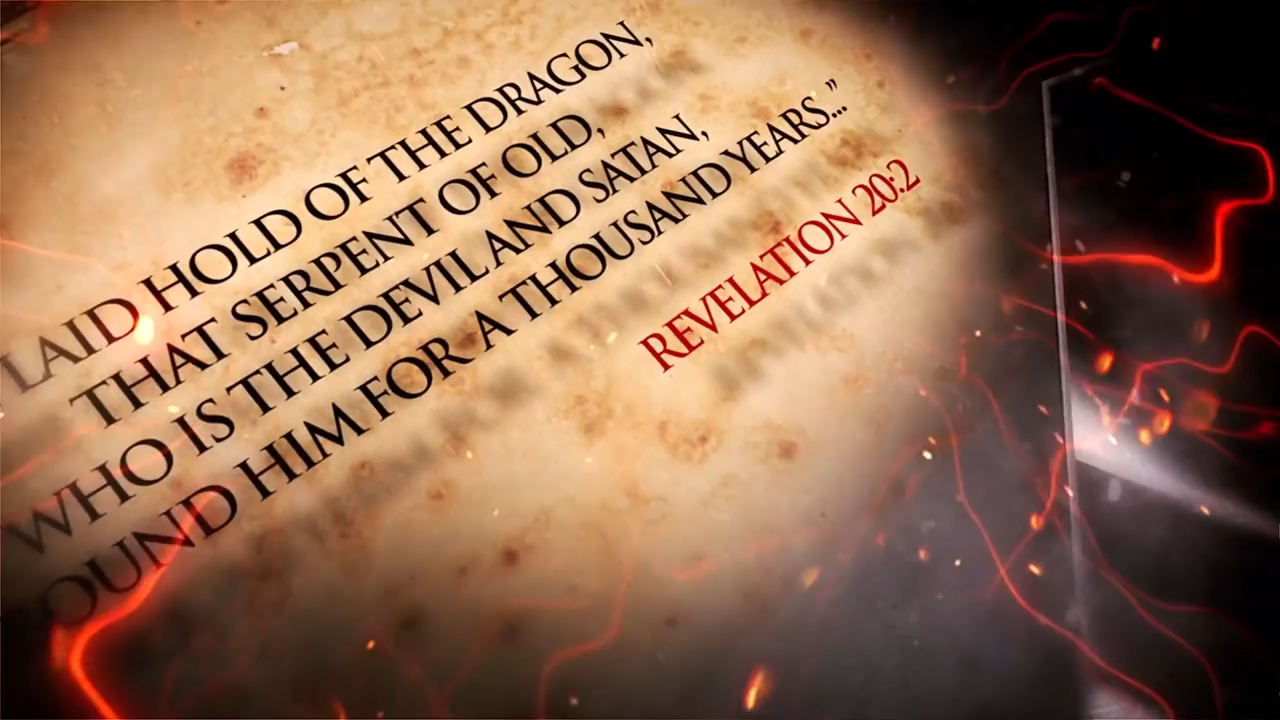 LAID HOLD OF THE DRAGON,
THAT SERPENT OF OLD,
WHO IS THE DEVIL AND SATAN,
OUND HIM FOR A THOUSAND YEARS..."
REVELATION 20:2